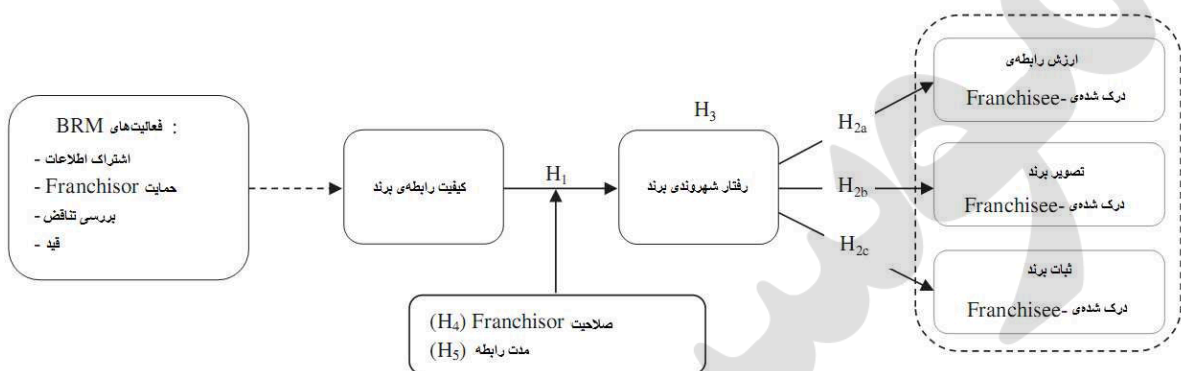 فعالیت‌های BRM :
- اشتراک اطلاعات
- حمایت Franchisor
- بررسی تناقض
- قید
کیفیت رابطه‌ی برند
H1
رفتار شهروندی برند
H3
H2a
H2b
H2c
ارزش رابطه‌ی
درک شده‌ی -Franchisee
تصویر برند
درک شده‌ی -Franchisee
ثبات برند
درک شده‌ی -Franchisee
صلاحیت Franchisor (H4)
مدت رابطه (H5)